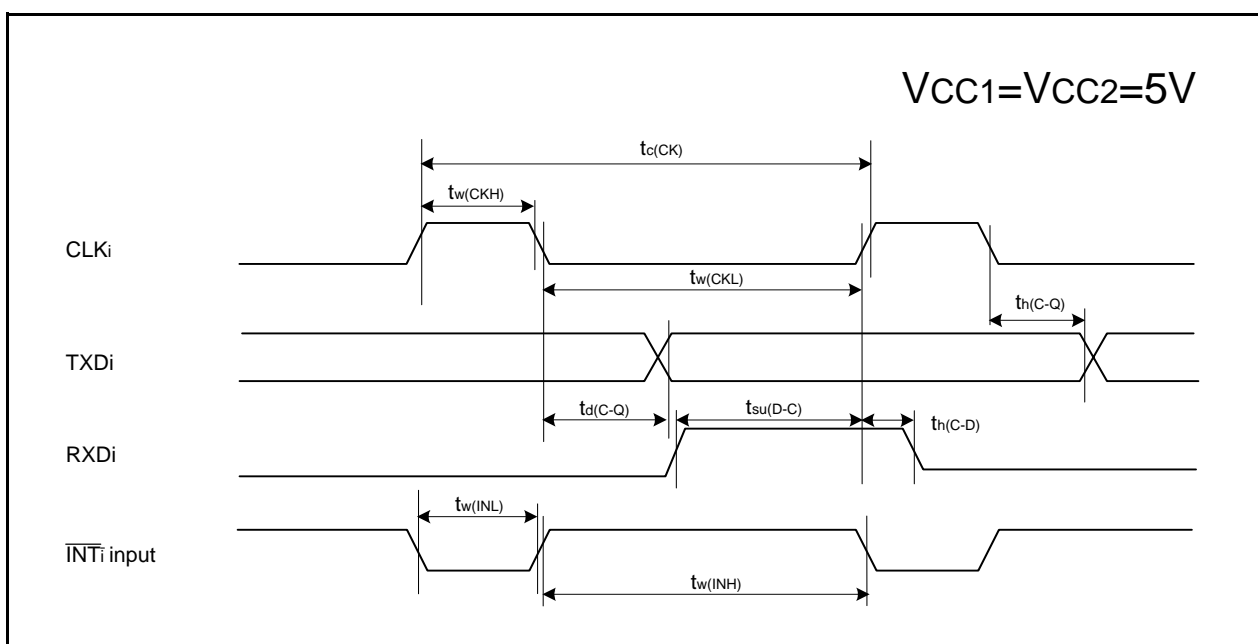 VCC1=VCC2=5V
tc(CK)
tw(CKH)
CLKi
tw(CKL)
th(C-Q)
TXDi
td(C-Q)
tsu(D-C)
th(C-D)
RXDi
tw(INL)
INTi input
tw(INH)